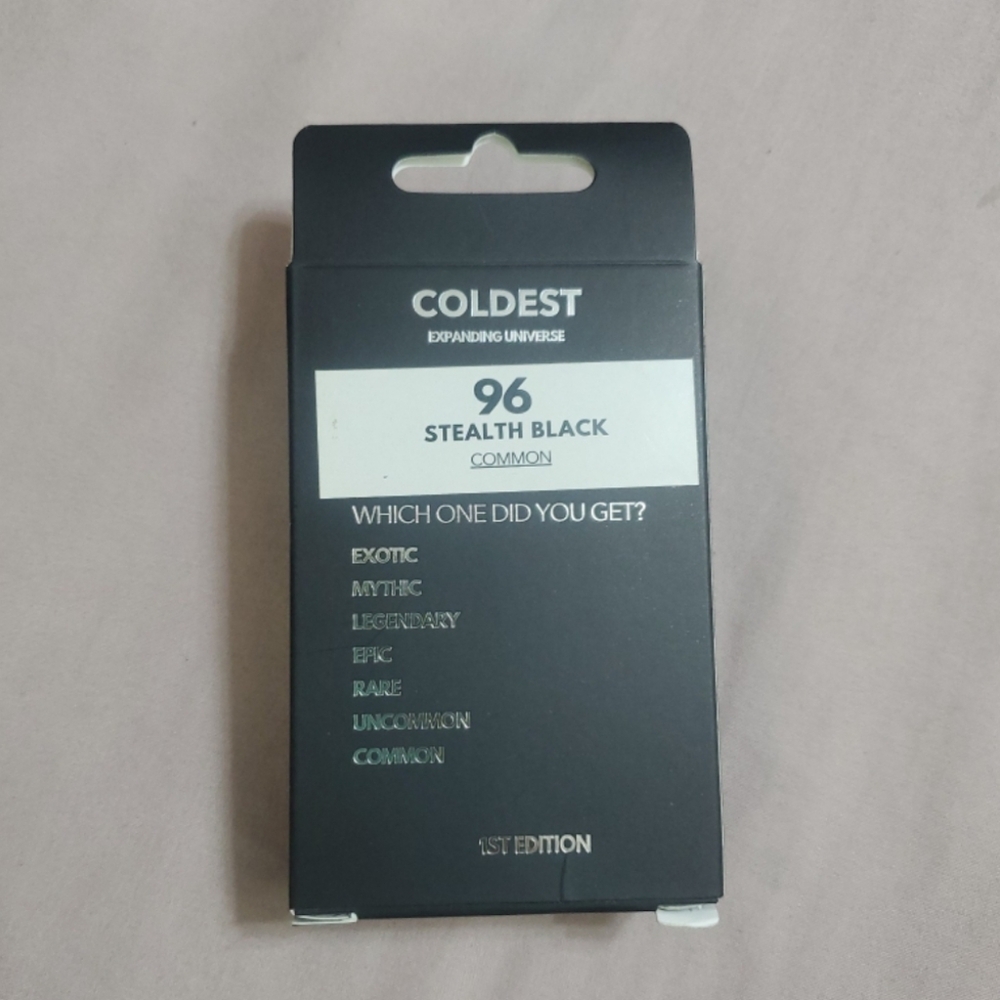 COLDEST
EXPANDING UNIVERSE
96
STEALTH BLACK
COMMON
WHICH ONE DID YOU GET?
EXOTIC
MYTHIC
LEGENDARY
EPIC
RARE
UNCOMMON
COMMON
1ST EDITION